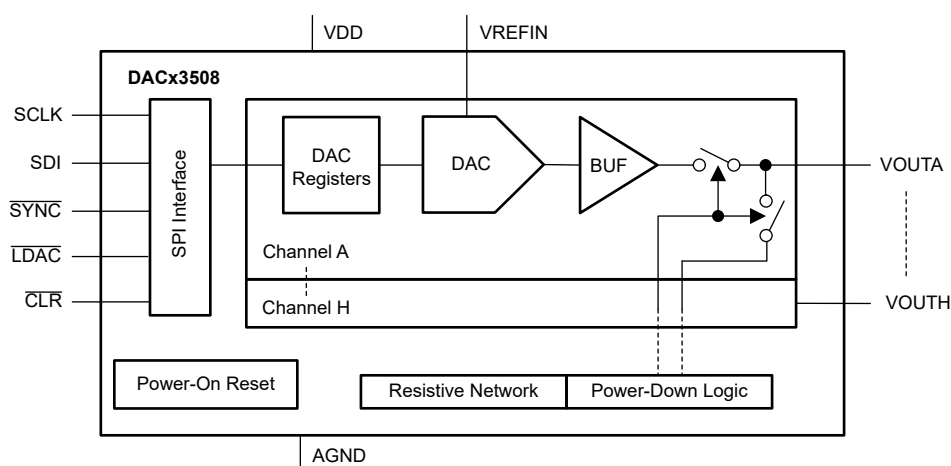 VDD
VREFIN
DACx3508
SCLK
SDI
SYNC
LDAC
CLR
SPI Interface
DAC
Registers
DAC
BUF
VOUTA
Channel A
Channel H
VOUTH
Power-On Reset
Resistive Network
Power-Down Logic
AGND